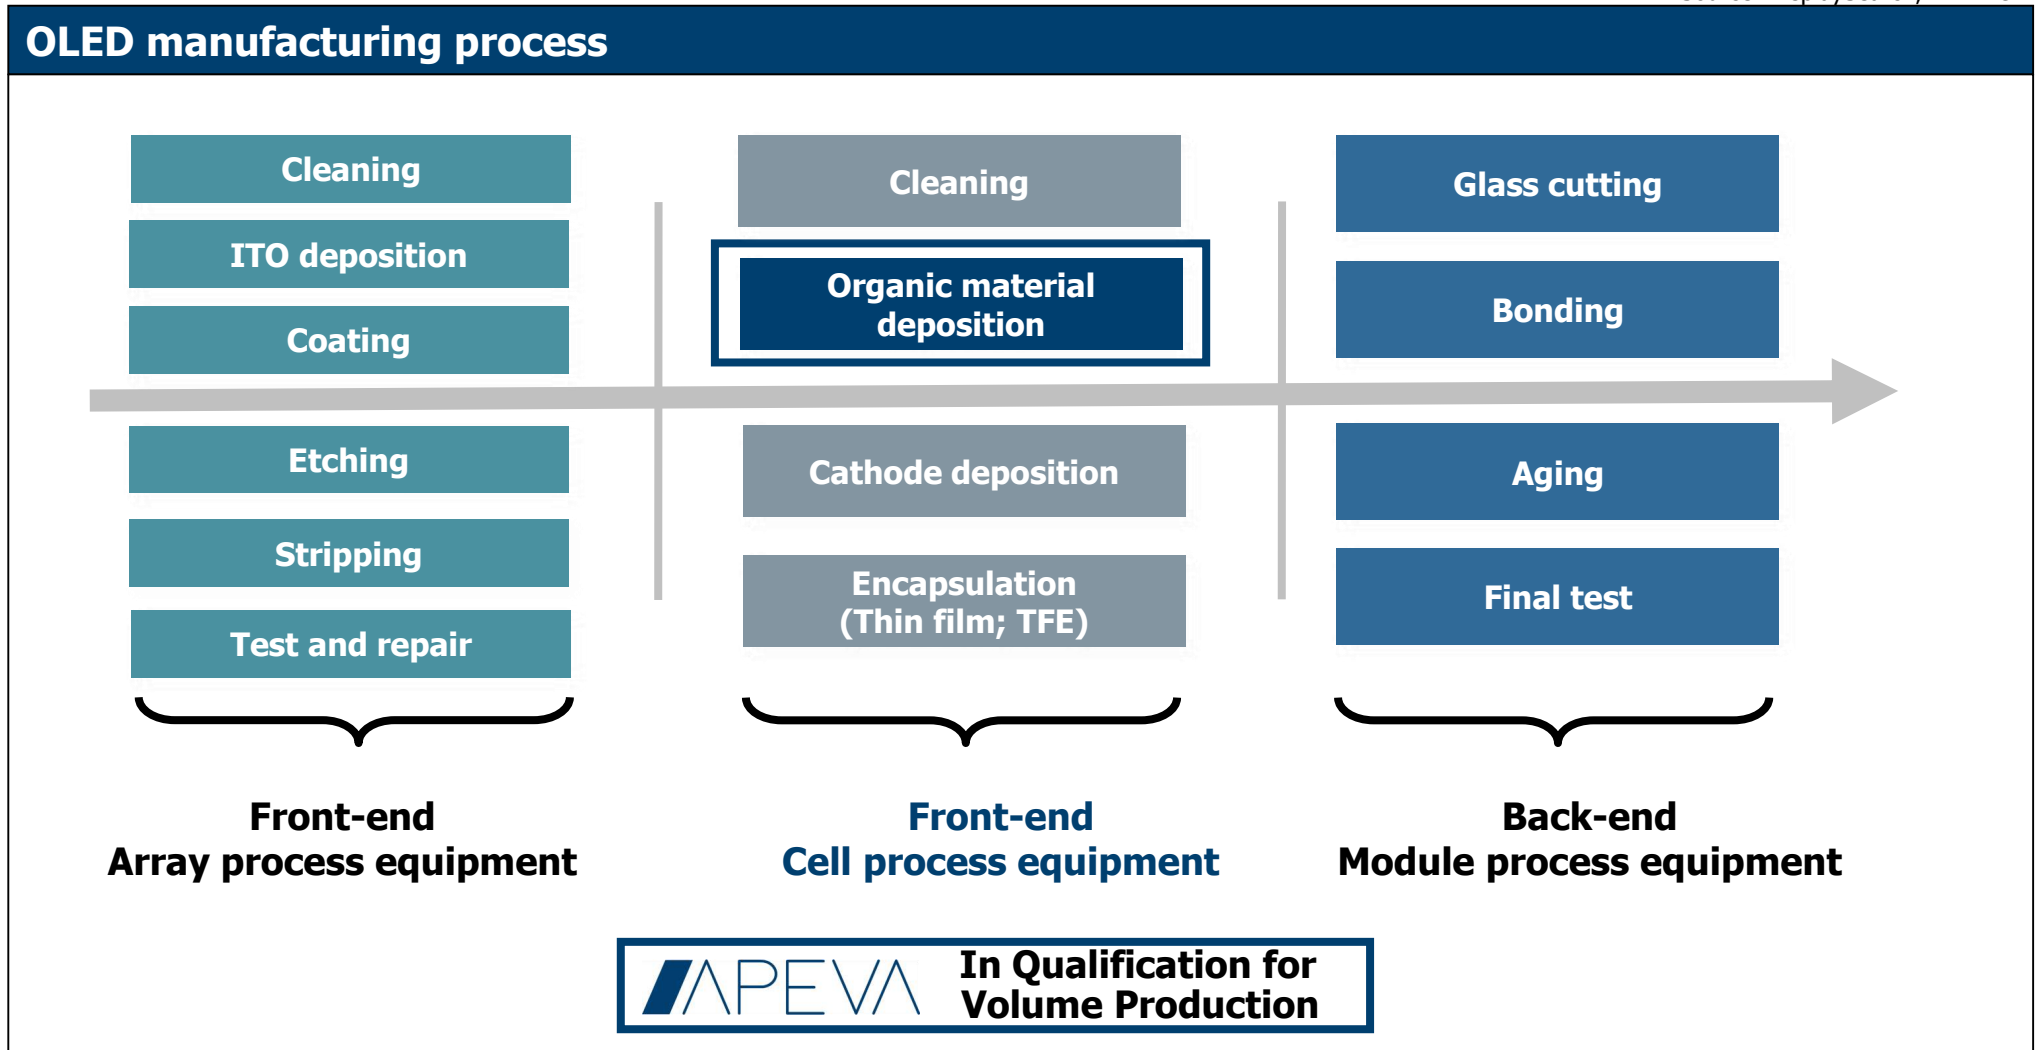 OLED manufacturing process
Cleaning
ITO deposition
Coating
Etching
Stripping
Test and repair
Front-end
Array process equipment
Cleaning
Organic material
deposition
Cathode deposition
Encapsulation
(Thin film; TFE)
Front-end
Cell process equipment
Glass cutting
Bonding
Aging
Final test
Back-end
Module process equipment
APEVA
In Qualification for
Volume Production